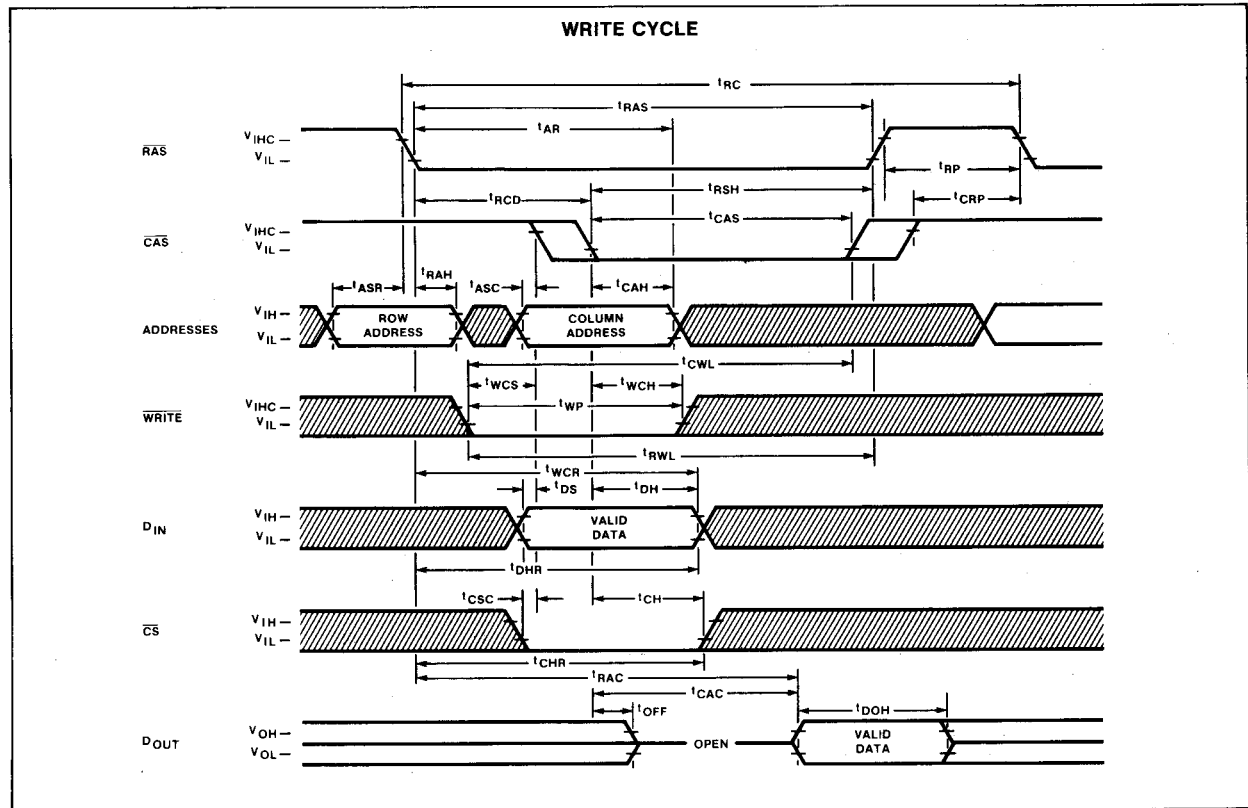 WRITE CYCLE
tRC
tRAS
tAR
RAS
VIHC
VIL
tRP
tRSH
tRCD
tCRP
tCAS
CAS
VIHC
VIL
tASR
tRAH
tASC
tCAH
ADDRESSES
VIH
VIL
ROW
ADDRESS
COLUMN
ADDRESS
tCWL
tWCS
tWCH
WRITE
VIHC
VIL
tWP
tRWL
tWCR
tDS
tDH
DIN
VIH
VIL
VALID
DATA
tDHR
tCSC
tCH
CS
VIH
VIL
tCHR
tRAC
tCAC
tOFF
tDOH
DOUT
VOH
VOL
OPEN
VALID
DATA